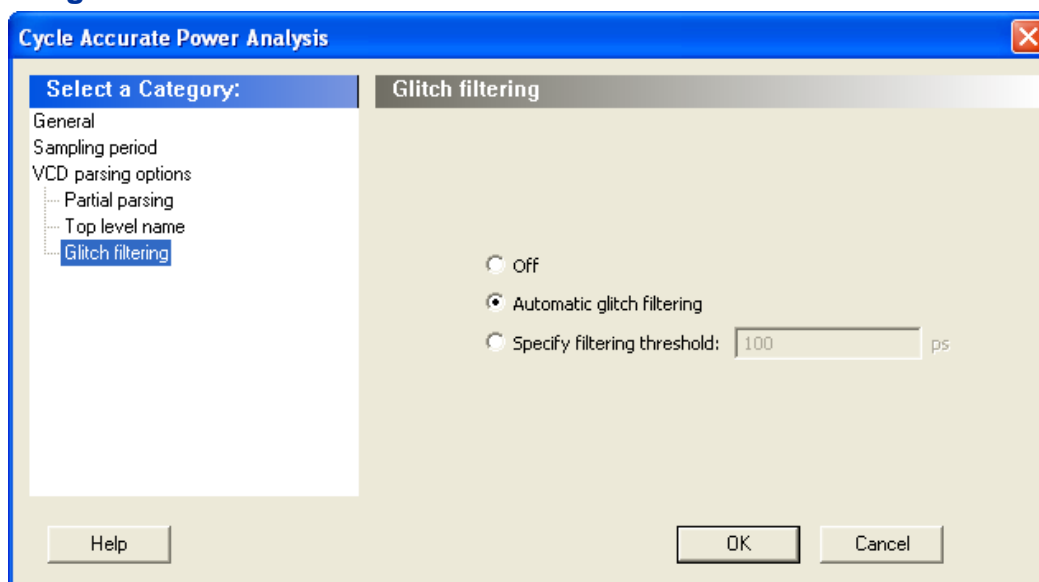 Cycle Accurate Power Analysis
Select a Category:
General
Sampling period
VCD parsing options
Partial parsing
Top level name
Glitch filtering
Glitch filtering
Off
Automatic glitch filtering
Specify filtering threshold: 100 ps
Help
OK
Cancel